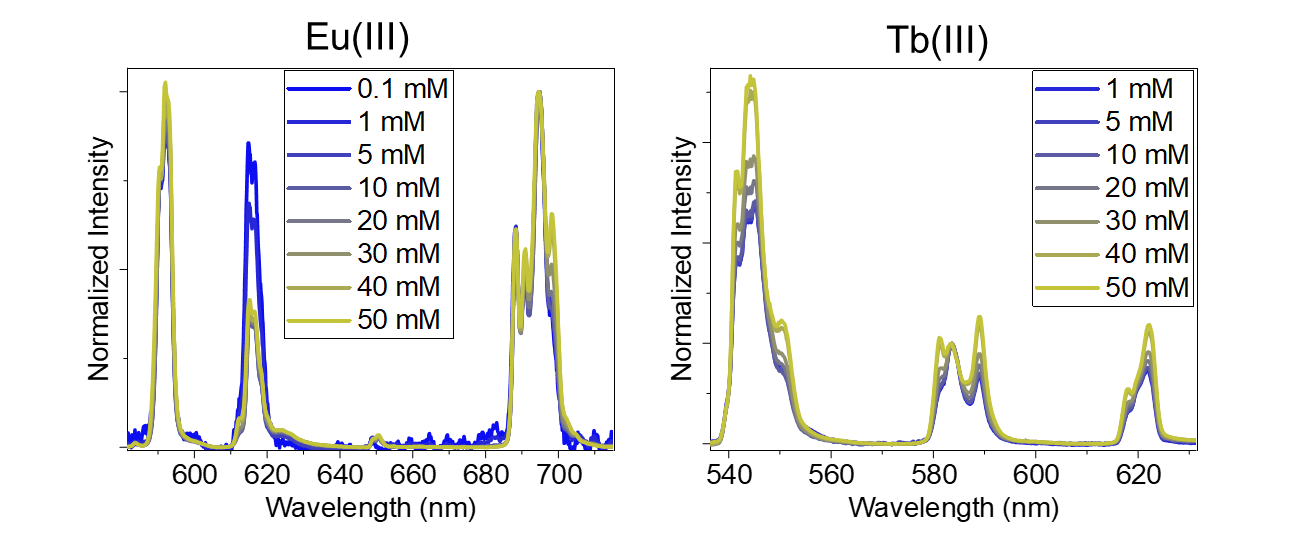 Eu(III)
0.1 mM
1 mM
5 mM
10 mM
20 mM
30 mM
40 mM
50 mM
Normalized Intensity
600 620 640 660 680 700
Wavelength (nm)
Tb(III)
1 mM
5 mM
10 mM
20 mM
30 mM
40 mM
50 mM
Normalized Intensity
540 560 580 600 620
Wavelength (nm)